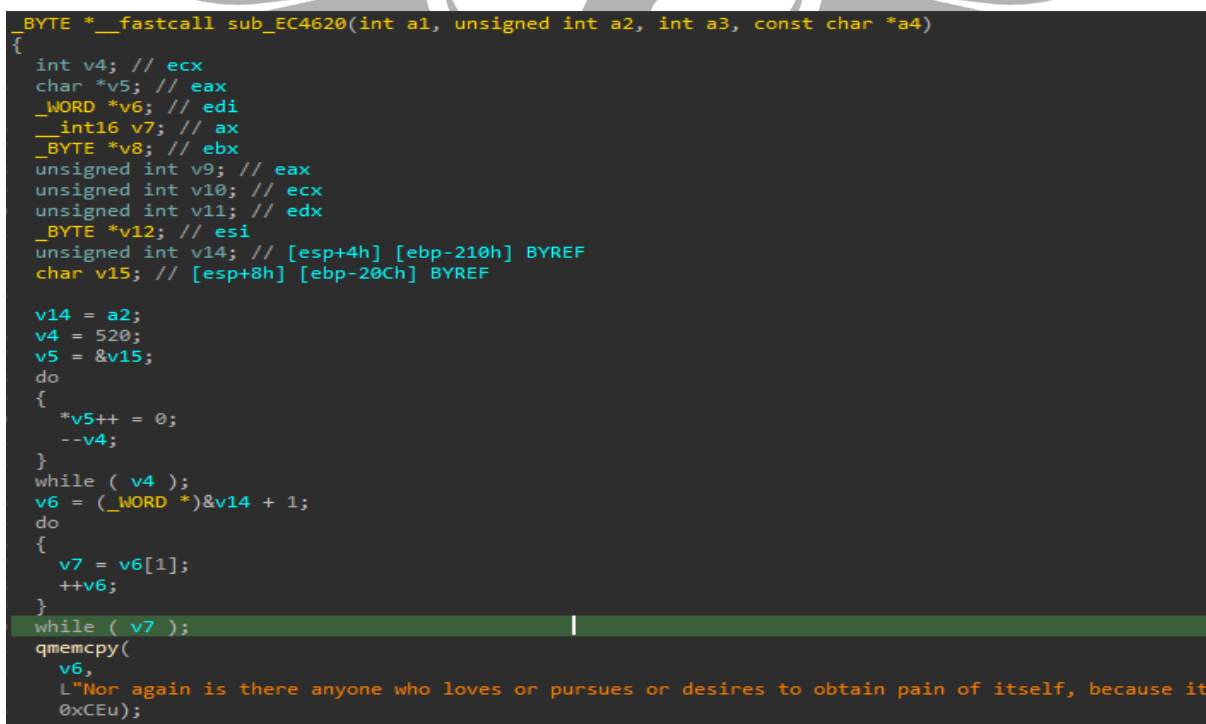 _BYTE *__fastcall sub_EC4620(int a1, unsigned int a2, int a3, const char *a4)
{
int v4; // ecx
char *v5; // eax
_WORD *v6; // edi
__int16 v7; // ax
_BYTE *v8; // ebx
unsigned int v9; // eax
unsigned int v10; // ecx
unsigned int v11; // edx
_BYTE *v12; // esi
unsigned int v14; // [esp+4h] [ebp-210h] BYREF
char v15; // [esp+8h] [ebp-20Ch] BYREF
v14 = a2;
v4 = 520;
v5 = &v15;
do
{
*v5++ = 0;
--v4;
}
while ( v4 );
v6 = (_WORD *)&v14 + 1;
do
{
v7 = v6[1];
++v6;
}
while ( v7 );
qmemcpy(
v6,
L"Nor again is there anyone who loves or pursues or desires to obtain pain of itself, because it
0xCEu);